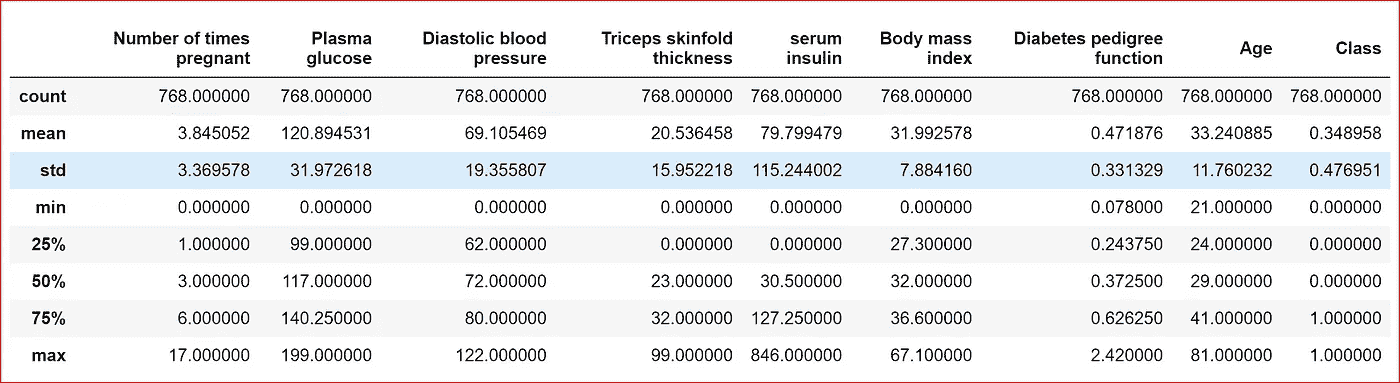 Number of times pregnant Plasma glucose Diastolic blood pressure Triceps skinfold thickness serum insulin Body mass index Diabetes pedigree function Age Class
count 768.000000 768.000000 768.000000 768.000000 768.000000 768.000000 768.000000 768.000000 768.000000
mean 3.845052 120.894531 69.105469 20.536458 79.799479 31.992578 0.471876 33.240885 0.348958
std 3.369578 31.972618 19.355807 15.952218 115.244002 7.884160 0.331329 11.760232 0.476951
min 0.000000 0.000000 0.000000 0.000000 0.000000 0.000000 0.078000 21.000000 0.000000
25% 1.000000 99.000000 62.000000 0.000000 0.000000 27.300000 0.243750 24.000000 0.000000
50% 3.000000 117.000000 72.000000 23.000000 30.500000 32.000000 0.372500 29.000000 0.000000
75% 6.000000 140.250000 80.000000 32.000000 127.250000 36.600000 0.626250 41.000000 1.000000
max 17.000000 199.000000 122.000000 99.000000 846.000000 67.100000 2.420000 81.000000 1.000000